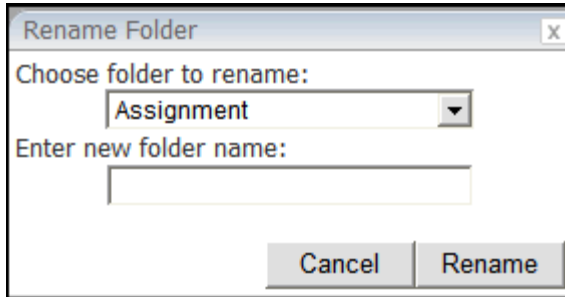 Rename Folder
x
Choose folder to rename:
Assignment
Enter new folder name:
Cancel Rename